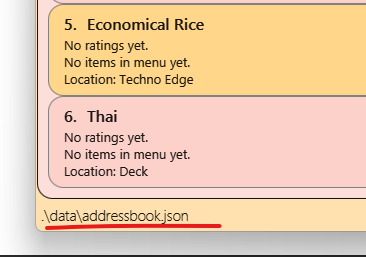 5. Economical Rice
No ratings yet.
No items in menu yet.
Location: Techno Edge
6. Thai
No ratings yet.
No items in menu yet.
Location: Deck
.\data\addressbook.json